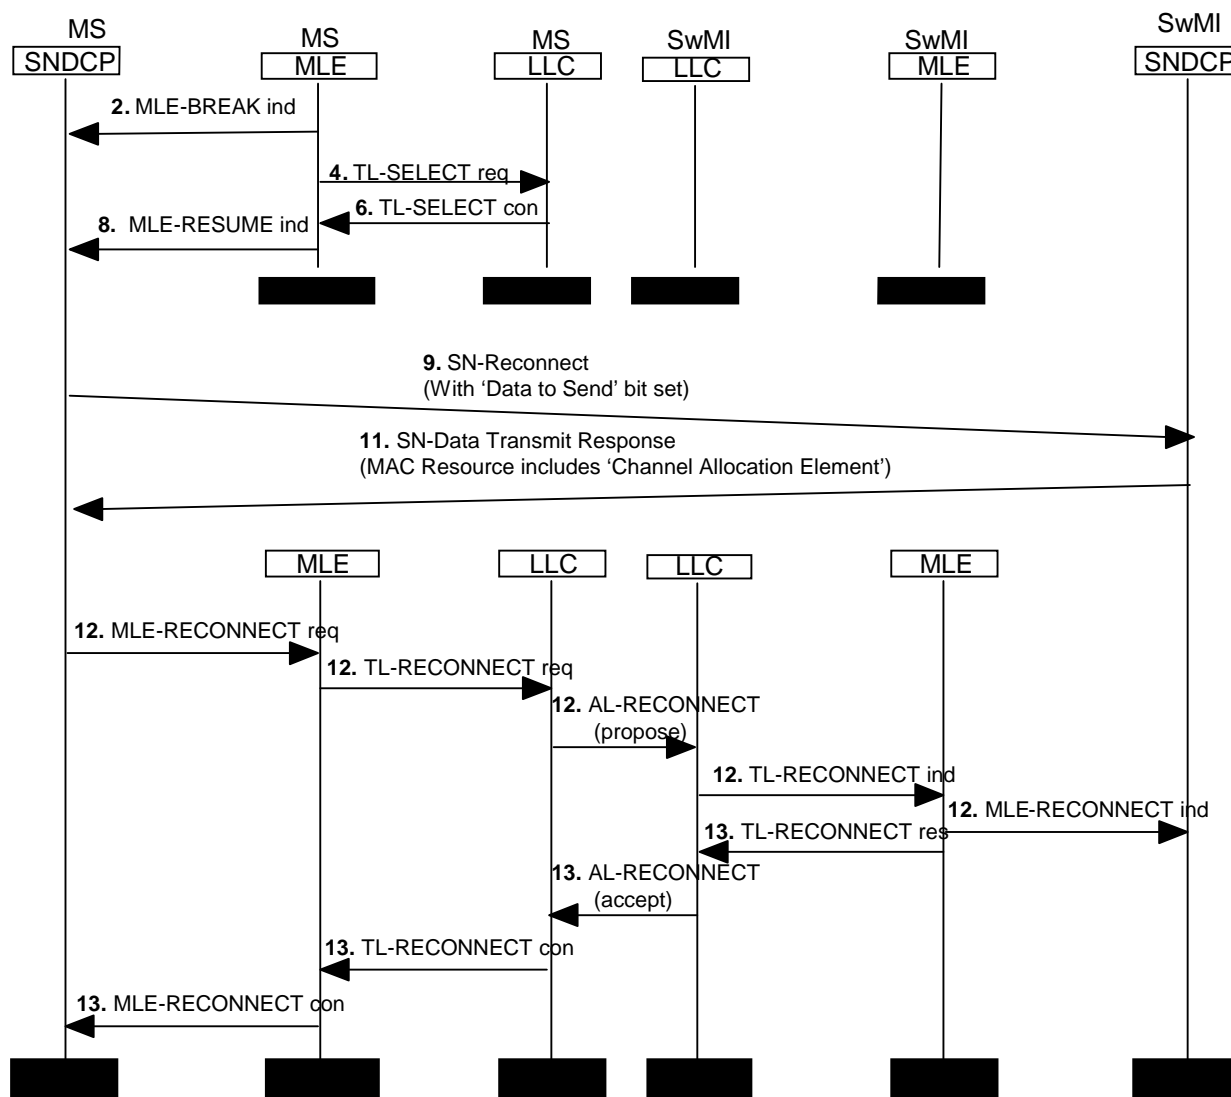 MS
MS
MS
SwMI
SwMI
SwMI
SNDCP
MLE
LLC
LLC
MLE
SNDCP
2. MLE-BREAK ind
4. TL-SELECT req
6. TL-SELECT con
8. MLE-RESUME ind
9. SN-Reconnect
(With ‘Data to Send’ bit set)
11. SN-Data Transmit Response
(MAC Resource includes ‘Channel Allocation Element’)
MLE
LLC
LLC
MLE
12. MLE-RECONNECT req
12. TL-RECONNECT req
12. AL-RECONNECT
(propose)
12. TL-RECONNECT ind
12. MLE-RECONNECT ind
13. TL-RECONNECT res
13. AL-RECONNECT
(accept)
13. TL-RECONNECT con
13. MLE-RECONNECT con